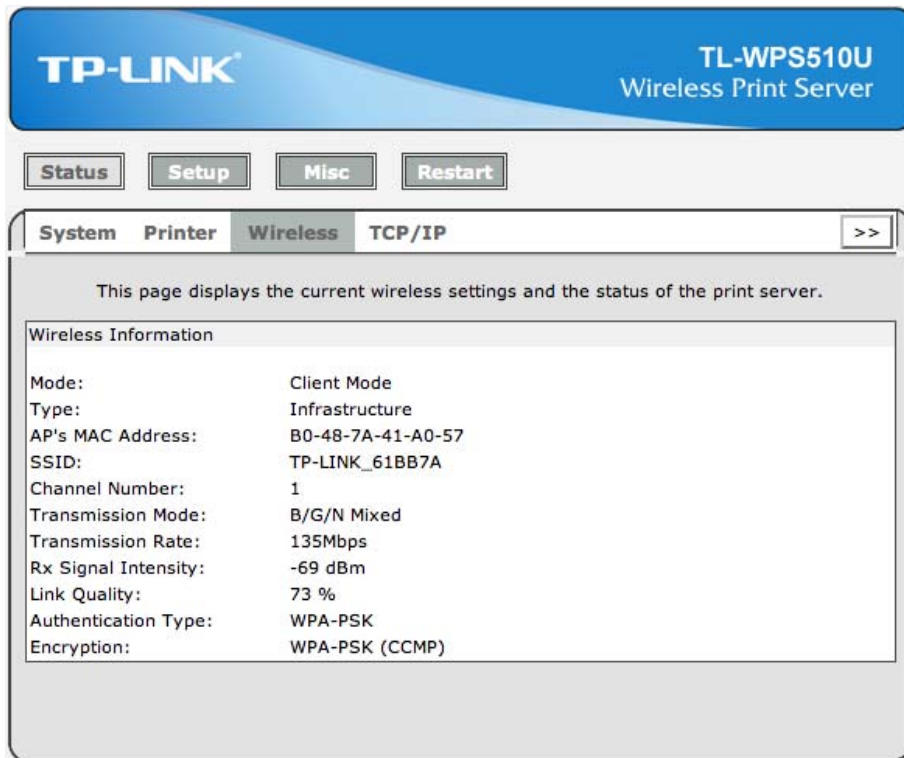 TP-LINK®
TL-WPS510U
Wireless Print Server
Status Setup Misc Restart
System Printer Wireless TCP/IP >>
This page displays the current wireless settings and the status of the print server.
Wireless Information
Mode: Client Mode
Type: Infrastructure
AP's MAC Address: B0-48-7A-41-A0-57
SSID: TP-LINK_61BB7A
Channel Number: 1
Transmission Mode: B/G/N Mixed
Transmission Rate: 135Mbps
Rx Signal Intensity: -69 dBm
Link Quality: 73 %
Authentication Type: WPA-PSK
Encryption: WPA-PSK (CCMP)